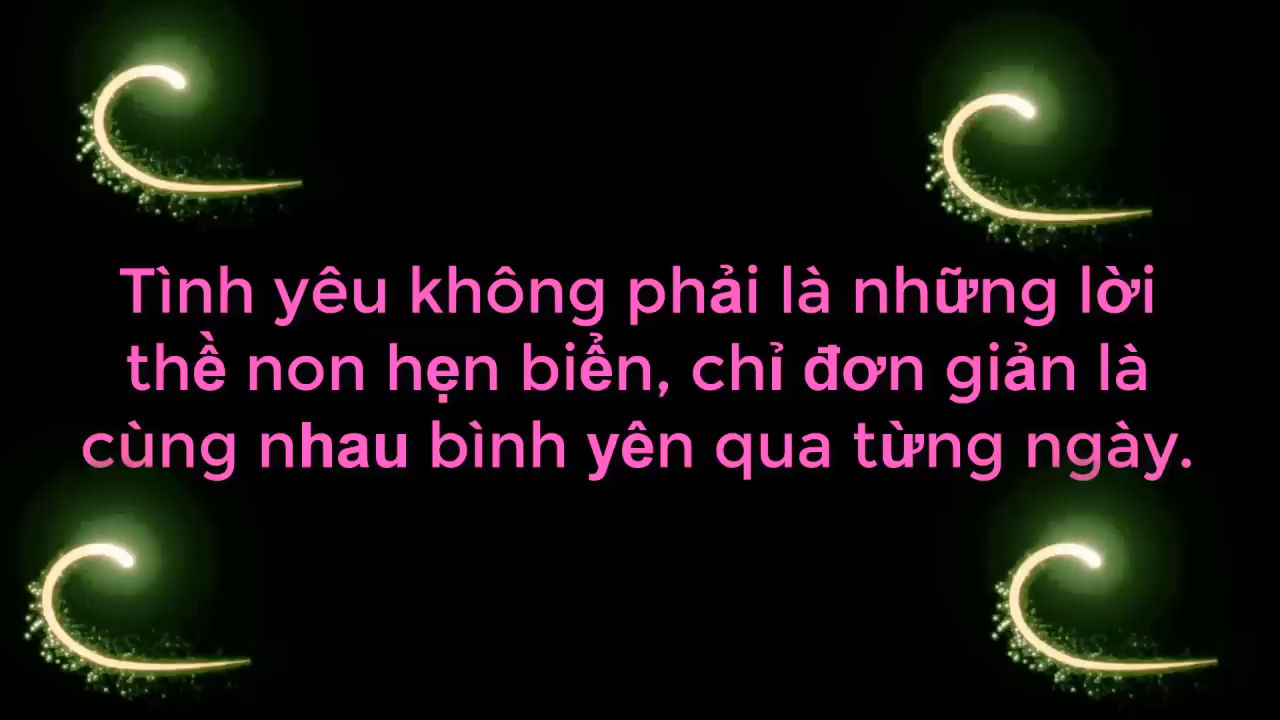 Tình yêu không phải là những lời
thề non hẹn biển, chỉ đơn giản là
cùng nhau bình yên qua từng ngày.